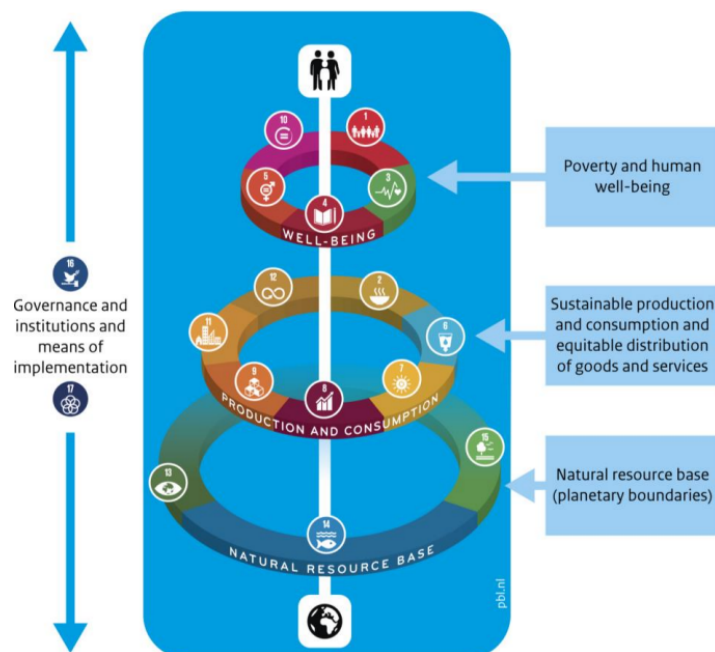 10
1
5
3
4
WELL-BEING
Poverty and human
well-being
16
Governance and
institutions and
means of
implementation
17
12
2
11
6
9
7
8
PRODUCTION AND CONSUMPTION
Sustainable production
and consumption and
equitable distribution
of goods and services
15
13
14
NATURAL RESOURCE BASE
Natural resource base
(planetary boundaries)
pbl.nl